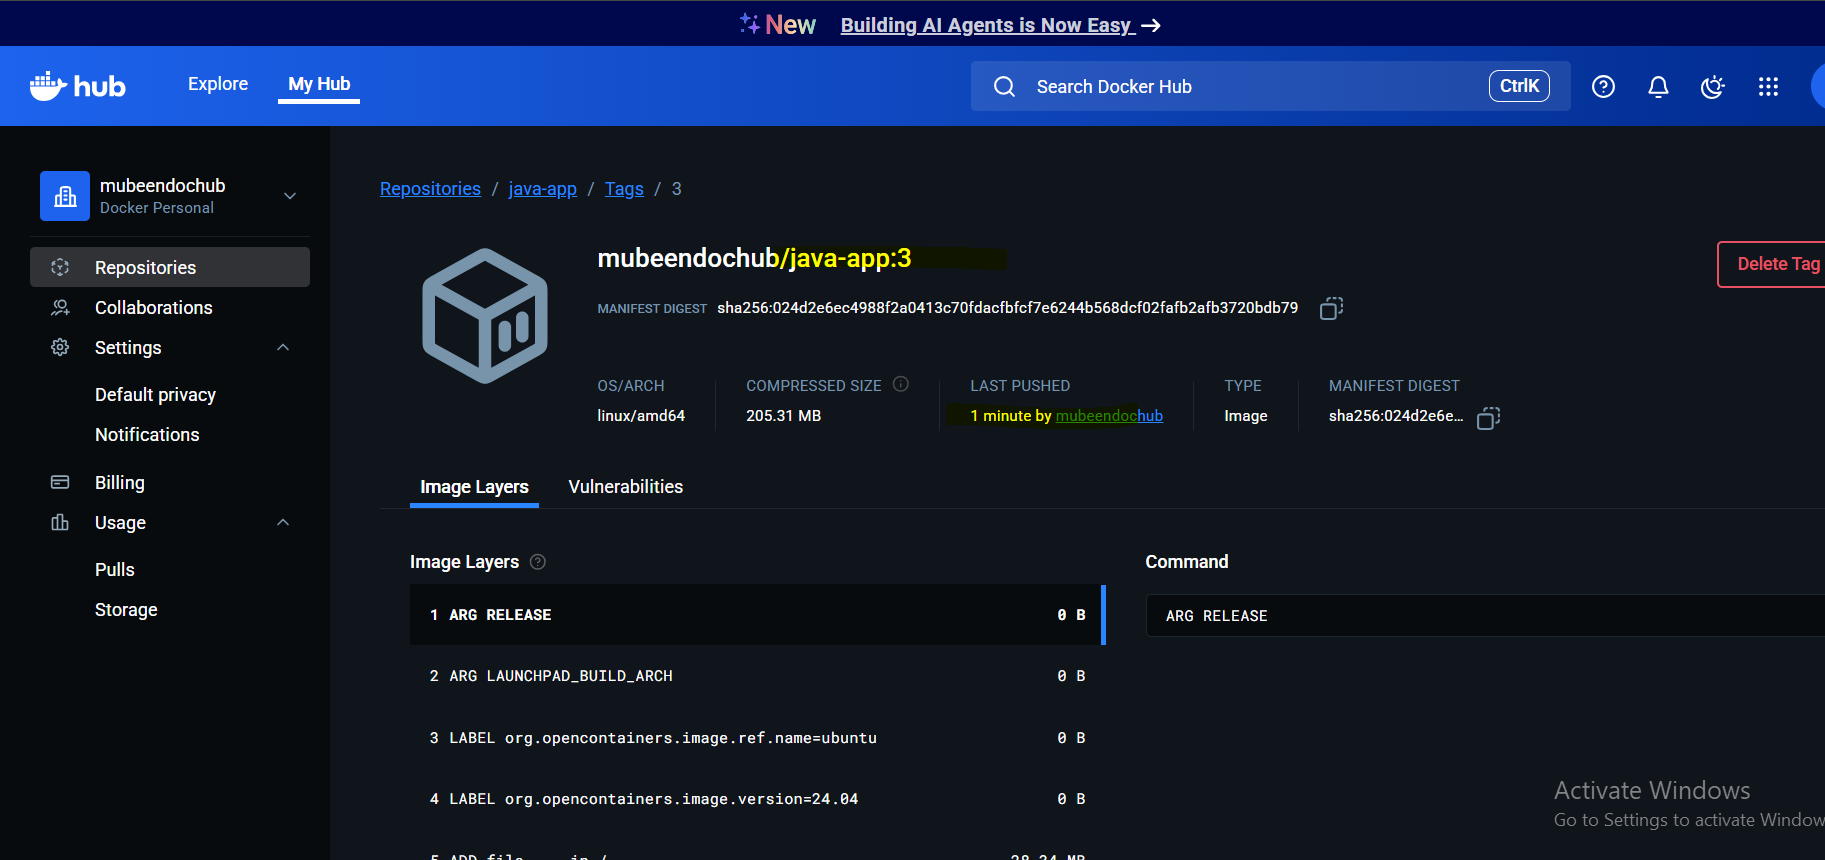 New Building AI Agents is Now Easy →
hub Explore My Hub Search Docker Hub CtrlK
mubeendochub
Docker Personal
Repositories
Collaborations
Settings
Default privacy
Notifications
Billing
Usage
Pulls
Storage
Repositories / java-app / Tags / 3
mubeendochub/java-app:3
Delete Tag
MANIFEST DIGEST sha256:024d2e6ec4988f2a0413c70fdacfbfcf7e6244b568dcf02fafb2afb3720bdb79
OS/ARCH COMPRESSED SIZE LAST PUSHED TYPE MANIFEST DIGEST
linux/amd64 205.31 MB 1 minute by mubeendochub Image sha256:024d2e6e...
Image Layers Vulnerabilities
Image Layers Command
1 ARG RELEASE 0 B
ARG RELEASE
2 ARG LAUNCHPAD_BUILD_ARCH 0 B
3 LABEL org.opencontainers.image.ref.name=ubuntu 0 B
4 LABEL org.opencontainers.image.version=24.04 0 B
Activate Windows
Go to Settings to activate Window